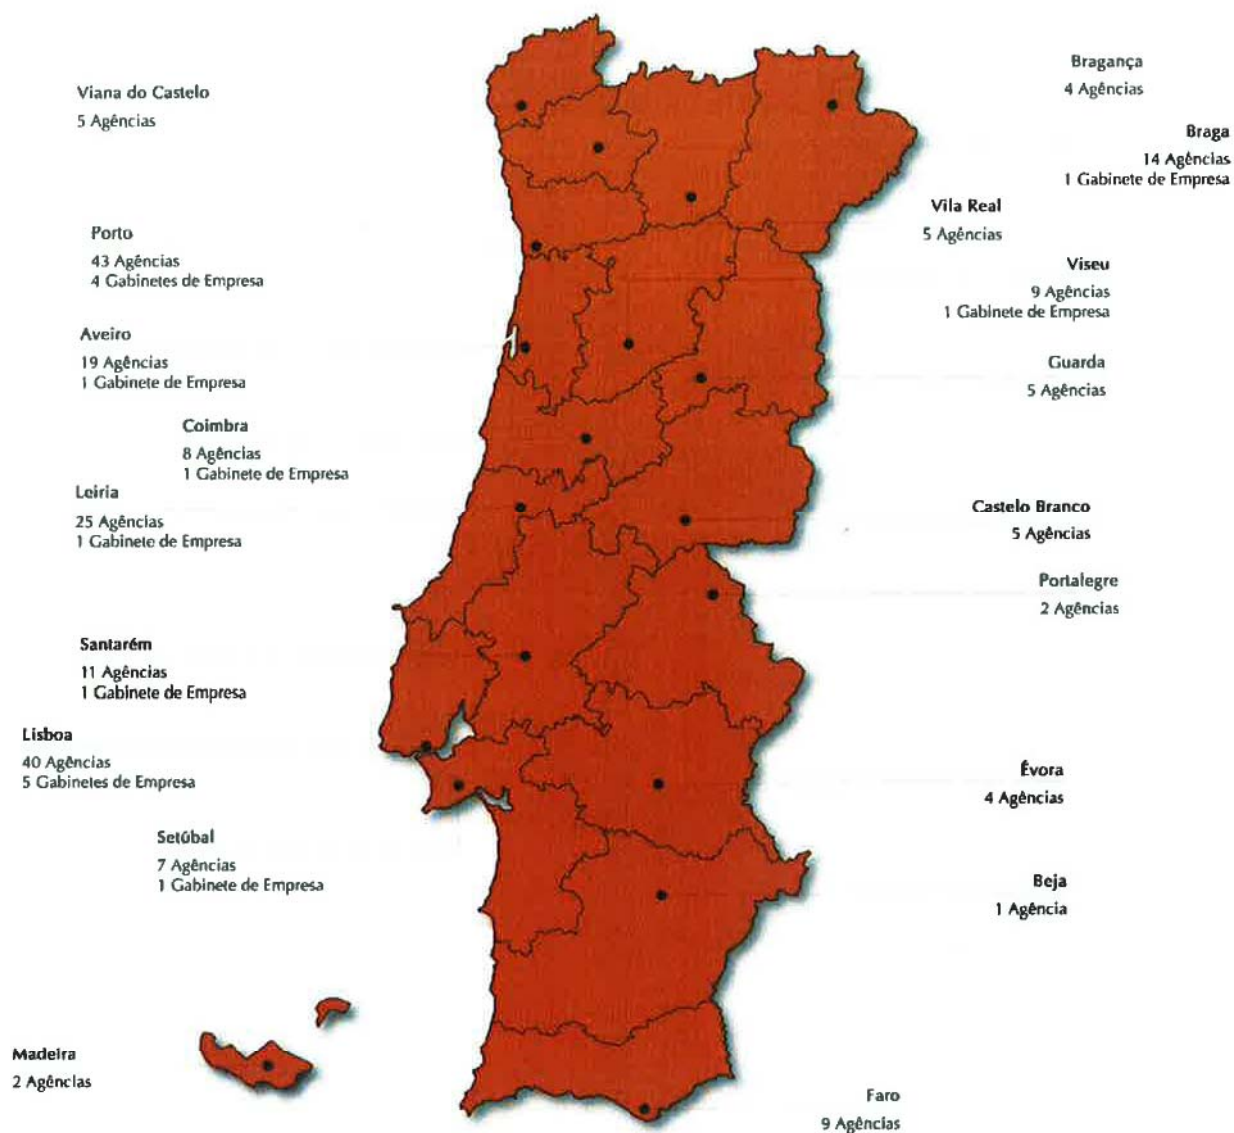 Viana do Castelo
5 Agências
Porto
43 Agências
4 Gabinetes de Empresa
Aveiro
19 Agências
1 Gabinete de Empresa
Coimbra
8 Agências
1 Gabinete de Empresa
Leiria
25 Agências
1 Gabinete de Empresa
Santarém
11 Agências
1 Gabinete de Empresa
Lisboa
40 Agências
5 Gabinetes de Empresa
Setúbal
7 Agências
1 Gabinete de Empresa
Madeira
2 Agências
Bragança
4 Agências
Braga
14 Agências
1 Gabinete de Empresa
Vila Real
5 Agências
Viseu
9 Agências
1 Gabinete de Empresa
Guarda
5 Agências
Castelo Branco
5 Agências
Portalegre
2 Agências
Évora
4 Agências
Beja
1 Agência
Faro
9 Agências